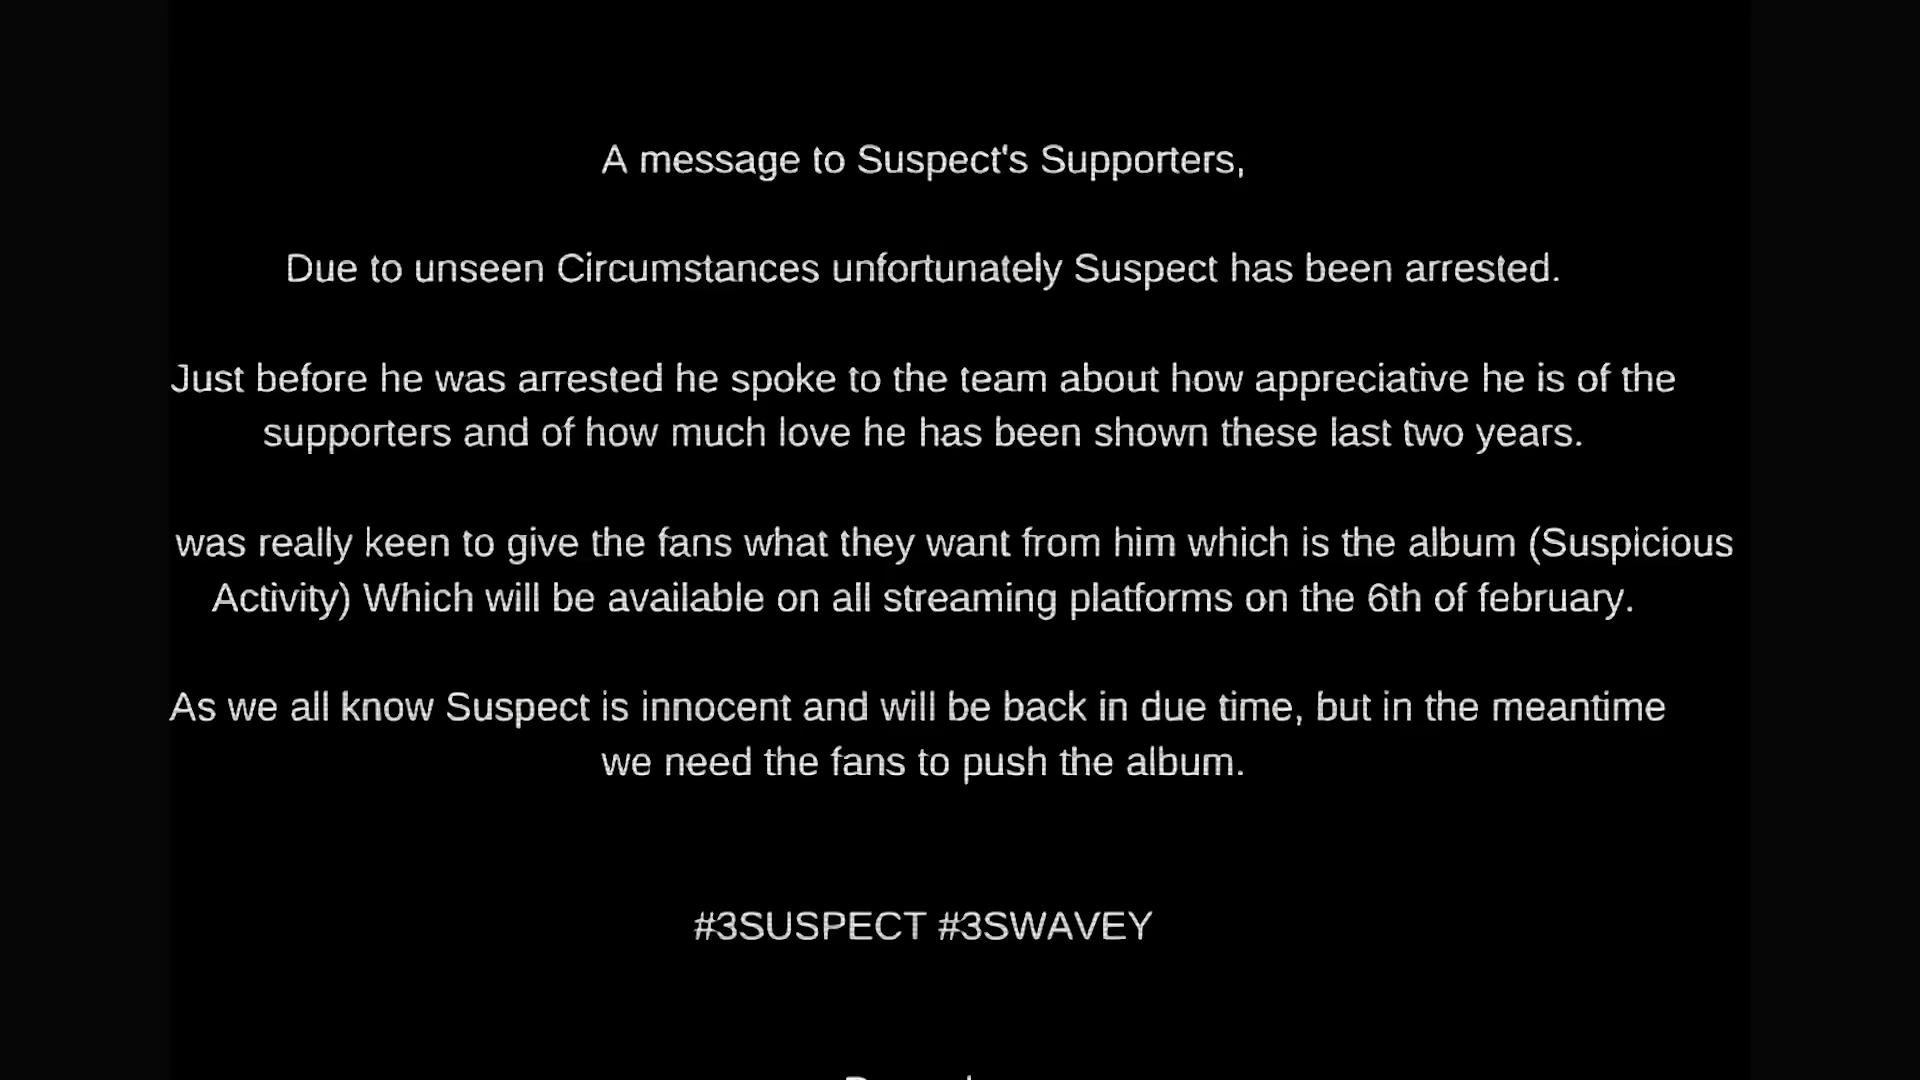 A message to Suspect's Supporters,
Due to unseen Circumstances unfortunately Suspect has been arrested.
Just before he was arrested he spoke to the team about how appreciative he is of the
supporters and of how much love he has been shown these last two years.
was really keen to give the fans what they want from him which is the album (Suspicious
Activity) Which will be available on all streaming platforms on the 6th of february.
As we all know Suspect is innocent and will be back in due time, but in the meantime
we need the fans to push the album.
#3SUSPECT #3SWAVEY